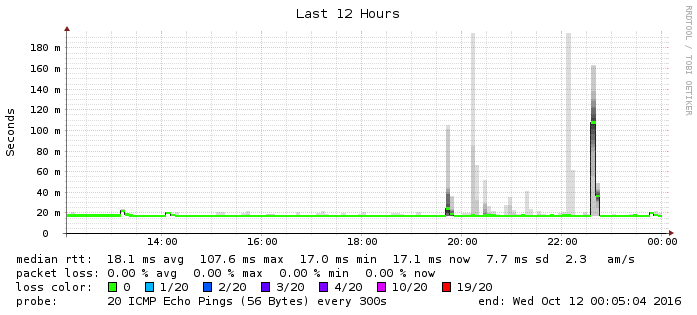 Last 12 Hours
RRDTOOL / TOBI OETIKER
Seconds
180 m
160 m
140 m
120 m
100 m
80 m
60 m
40 m
20 m
0
14:00 16:00 18:00 20:00 22:00 00:00
median rtt: 18.1 ms avg 107.6 ms max 17.0 ms min 17.1 ms now 7.7 ms sd 2.3 am/s
packet loss: 0.00 % avg 0.00 % max 0.00 % min 0.00 % now
loss color: 0 1/20 2/20 3/20 4/20 10/20 19/20
probe: 20 ICMP Echo Pings (56 Bytes) every 300s end: Wed Oct 12 00:05:04 2016